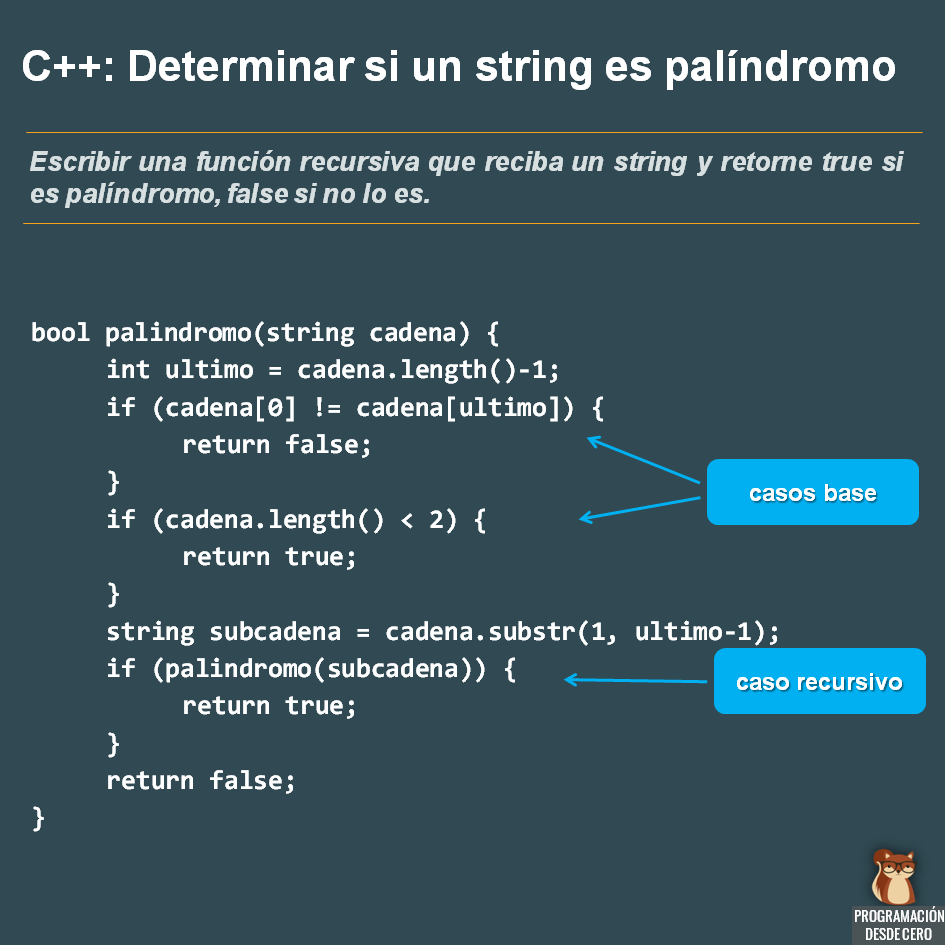 C++: Determinar si un string es palíndromo
Escribir una función recursiva que reciba un string y retorne true si
es palíndromo, false si no lo es.
bool palindromo(string cadena) {
int ultimo = cadena.length()-1;
if (cadena[0] != cadena[ultimo]) {
return false;
}
if (cadena.length() < 2) {
return true;
}
string subcadena = cadena.substr(1, ultimo-1);
if (palindromo(subcadena)) {
return true;
}
return false;
}
casos base
caso recursivo
PROGRAMACIÓN
DESDE CERO